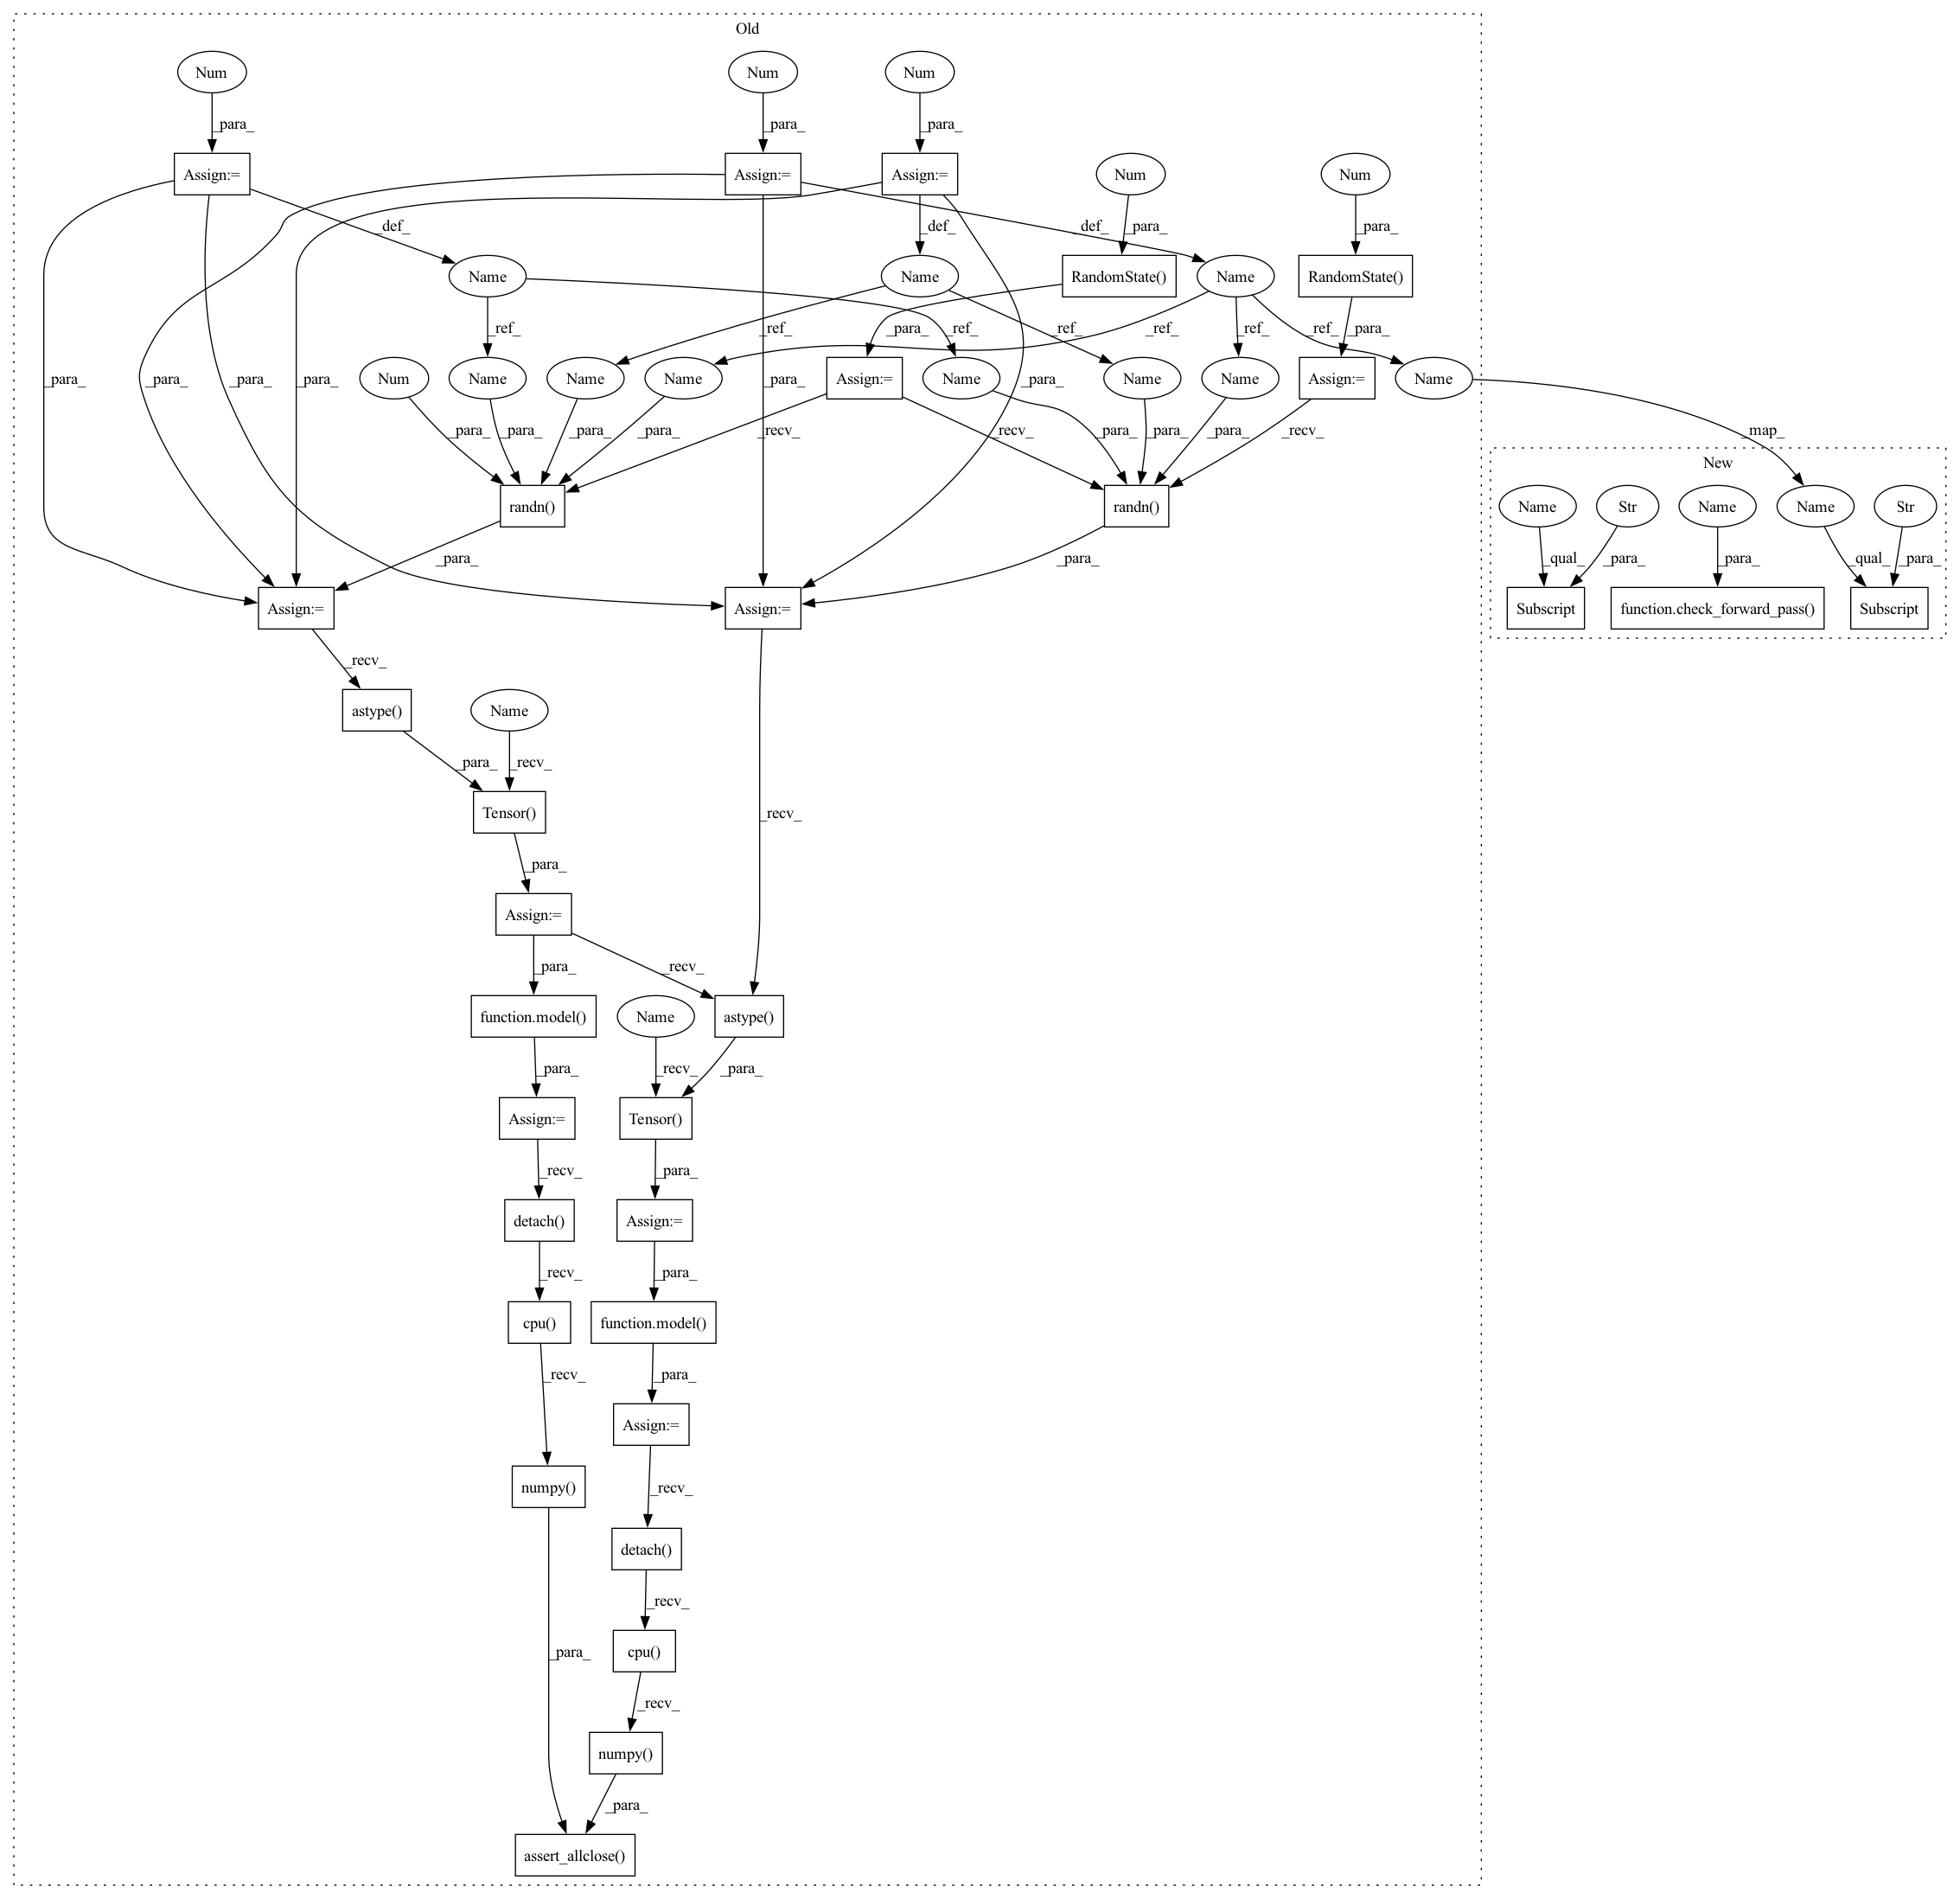 Old
Num
Num
Num
_para_
_para_
_para_
Assign:=
Assign:=
Assign:=
Num
Num
_def_
_def_
_def_
_para_
_para_
Name
Name
RandomState()
Name
RandomState()
_ref_
_ref_
_para_
_ref_
_ref_
_ref_
_ref_
_ref_
_para_
_para_
_para_
_para_
_para_
Num
Name
Name
Name
_para_
Assign:=
Name
_para_
Name
Name
Assign:=
Name
_para_
_para_
_para_
_para_
_recv_
_recv_
_para_
_para_
_para_
_recv_
_map_
New
randn()
randn()
Name
Str
Name
Name
Str
_para_
_para_
_qual_
_para_
_para_
_qual_
_para_
Assign:=
Assign:=
Subscript
function.check_forward_pass()
Subscript
_recv_
astype()
Name
_para_
_recv_
Tensor()
_recv_
_para_
Assign:=
_para_
_recv_
function.model()
Name
astype()
_para_
_recv_
_para_
Assign:=
Tensor()
_recv_
_para_
detach()
Assign:=
_recv_
_para_
cpu()
function.model()
_recv_
_para_
Assign:=
numpy()
_recv_
detach()
_recv_
_para_
cpu()
_recv_
numpy()
_para_
assert_allclose()